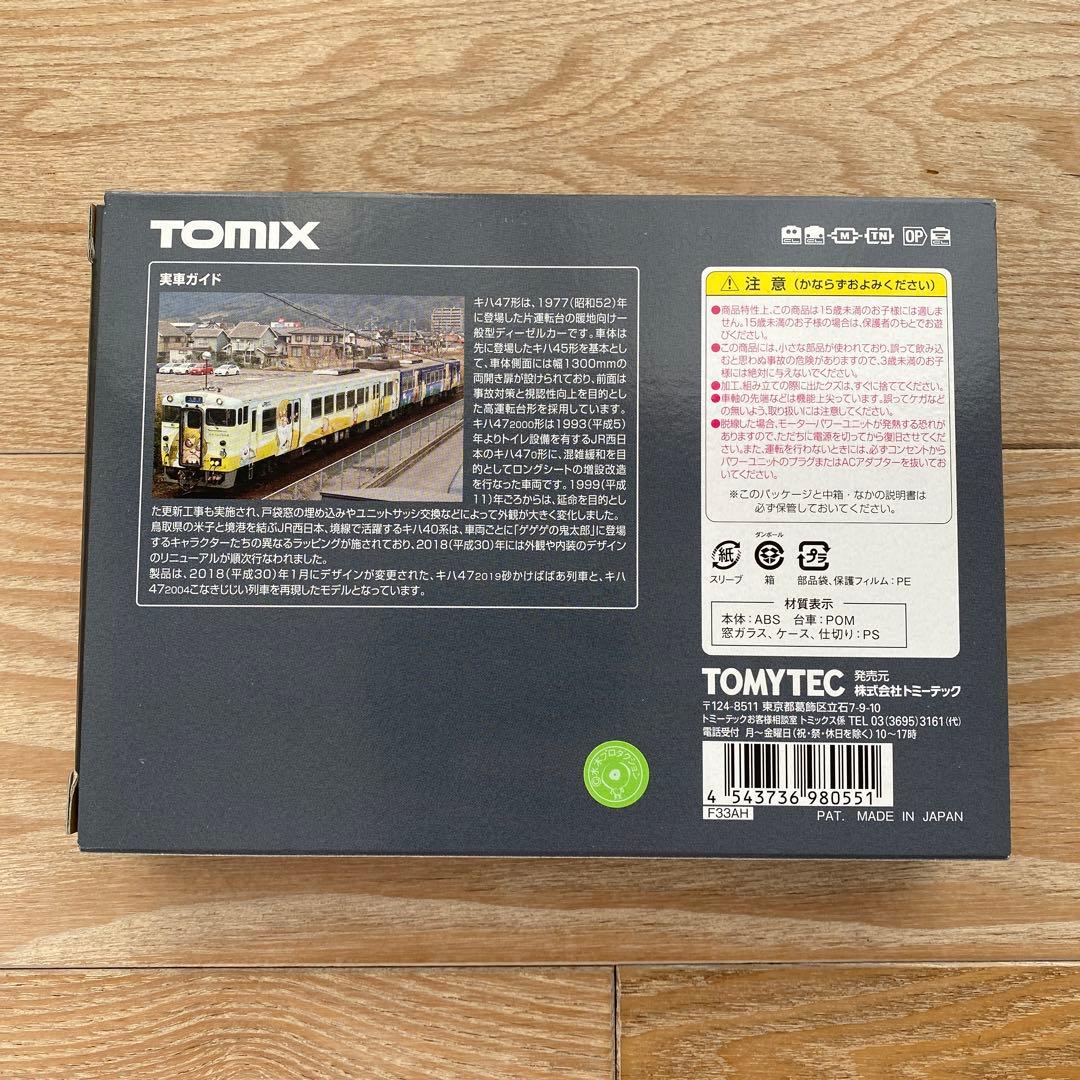 TOMIX
CL CL M TN OP CL
実車ガイド
キハ47形は、1977(昭和52)年
に登場した片運転台の暖地向け一
般型ディーゼルカーです。車体は
先に登場したキハ45形を基本とし
て、車体側面には幅1300mmの
両開き扉が設けられており、前面は
事故対策と視認性向上を目的とし
た高運転台形を採用しています。
キハ472000形は1993(平成5)
年よりトイレ設備を有するJR西日
本のキハ470形に、混雑緩和を目
的としてロングシートの増設改造
を行なった車両です。1999(平成
11)年ごろからは、延命を目的とし
た更新工事も実施され、戸袋窓の埋め込みやユニットサッシ交換などによって外観が大きく変化しました。
鳥取県の米子と境港を結ぶJR西日本、境線で活躍するキハ40系は、車両ごとに「ゲゲゲの鬼太郎」に登場
するキャラクターたちの異なるラッピングが施されており、2018(平成30)年には外観や内装のデザイン
のリニューアルが順次行なわれました。
製品は、2018(平成30)年1月にデザインが変更された、キハ472019砂かけばばあ列車と、キハ
472004こなきじじい列車を再現したモデルとなっています。
注 意 (かならずおよみください)
●商品特性上、この商品は15歳未満のお子様には適しま
せん。15歳未満のお子様の場合は、保護者のもとでお遊
びください。
●この商品には、小さな部品が使われており、誤って飲み込
むと思わぬ事故の危険がありますので、3歳未満のお子
様には絶対に与えないでください。
●加工、組み立ての際に出たクズは、すぐに捨ててください。
●車軸の先端などは機能上尖っています。誤ってケガなど
の無いよう、取り扱いには注意してください。
●脱線した場合、モーターパワーユニットが発熱する恐れが
ありますので、ただちに電源を切ってから復旧させてくだ
さい。また、運転を行わないときには、必ずコンセントから
パワーユニットのプラグまたはACアダプターを抜いてお
いてください。
※このパッケージと中箱・なかの説明書は
必ず保管しておいてください。
ダンボール
紙 プラ
スリーブ 箱 部品袋、保護フィルム:PE
材質表示
本体:ABS 台車:POM
窓ガラス、ケース、仕切り:PS
TOMYTEC 発売元 株式会社トミーテック
〒124-8511 東京都葛飾区立石7-9-10
トミーテックお客様相談室 トミックス係 TEL 03(3695)3161(代)
電話受付 月〜金曜日(祝・祭・休日を除く)10〜17時
4 543736 980551
F33AH
PAT. MADE IN JAPAN
©水木プロダクション